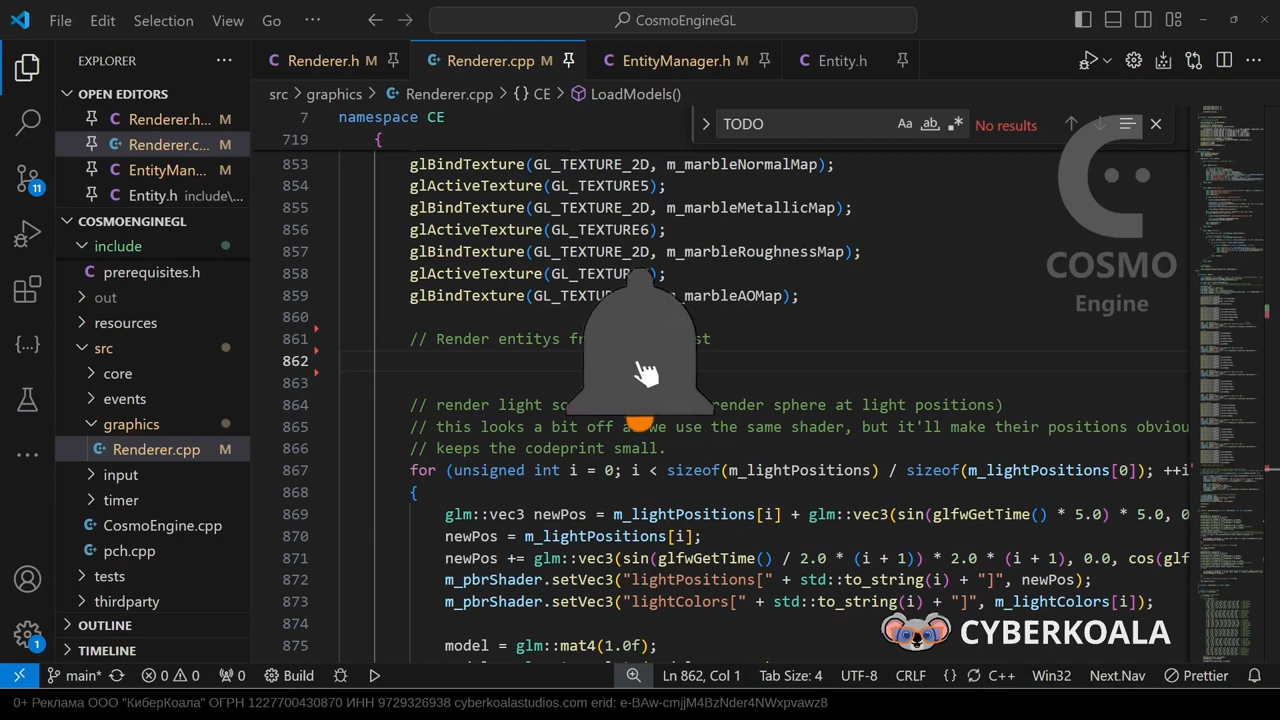 File Edit Selection View Go ··· CosmoEngineGL
EXPLORER ···
OPEN EDITORS
Renderer.h... M
Renderer.c... M
EntityMan... M
Entity.h include\...
COSMOENGINEGL
include
prerequisites.h
out
resources
src
core
events
graphics
Renderer.cpp M
input
timer
CosmoEngine.cpp
pch.cpp
tests
thirdparty
OUTLINE
TIMELINE
11
1
Renderer.h M Renderer.cpp M EntityManager.h M Entity.h
src > graphics > Renderer.cpp > {} CE > LoadModels()
TODO Aa ab .* No results
7 namespace CE
719 {
853 glBindTexture(GL_TEXTURE_2D, m_marbleNormalMap);
854 glActiveTexture(GL_TEXTURE5);
855 glBindTexture(GL_TEXTURE_2D, m_marbleMetallicMap);
856 glActiveTexture(GL_TEXTURE6);
857 glBindTexture(GL_TEXTURE_2D, m_marbleRoughnessMap);
858 glActiveTexture(GL_TEXTURE );
859 glBindTexture(GL_TEXTU m_marbleAOMap);
860
861 // Render entitys f
862
863
864 // render light so render sphere at light positions)
865 // this looks a bit off a we use the same shader, but it'll make their positions obviou
866 // keeps the codeprint small.
867 for (unsigned int i = 0; i < sizeof(m_lightPositions) / sizeof(m_lightPositions[0]); ++i
868 {
869 glm::vec newPos = m_lightPositions[i] + glm::vec3(sin(glfwGetTime() * 5.0) * 5.0, 0
870 newPos = m_lightPositions[i];
871 newPos glm::vec3(sin(glfwGetTime() / 2.0 * (i + 1)) * 1.0 * (i + 1), 0.0, cos(glf
872 m_pbrShader.setVec3("lightPositions[" + std::to_string(i) + "]", newPos);
873 m_pbrShader.setVec3("lightColors[" + std::to_string(i) + "]", m_lightColors[i]);
874
875 model = glm::mat4(1.0f);
COSMO
Engine
CYBERKOALA
main* 0 0 0 Build Ln 862, Col 1 Tab Size: 4 UTF-8 CRLF {} C++ Win32 Next.Nav Prettier
0+ Реклама ООО "КиберКоала" ОГРН 1227700430870 ИНН 9729326938 cyberkoalastudios.com erid: e-BAw-cmjjM4BzNder4NWxpvawz8